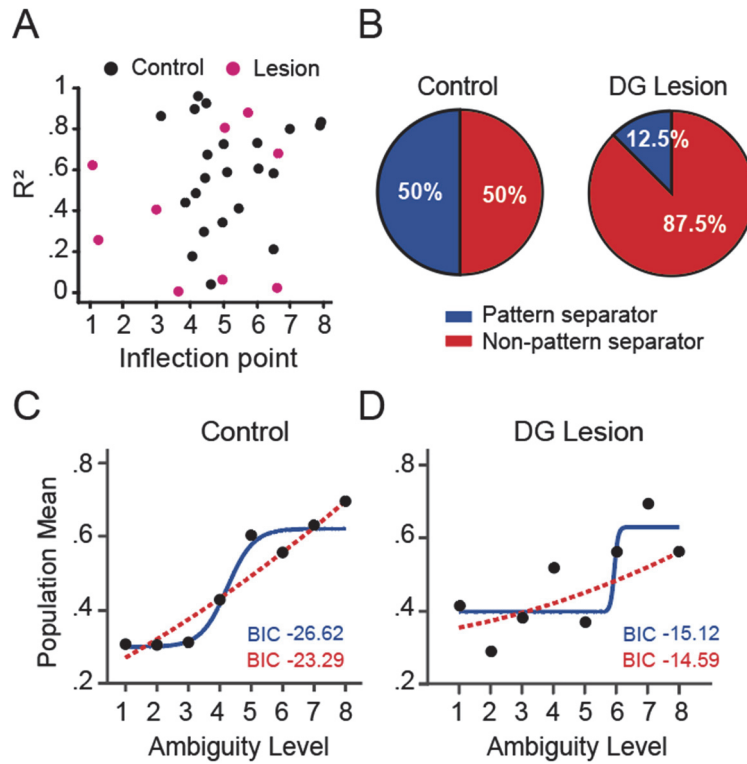 A
Control
Lesion
R²
1
.8
.6
.4
.2
0
1 2 3 4 5 6 7 8
Inflection point
B
Control
DG Lesion
50%
50%
12.5%
87.5%
Pattern separator
Non-pattern separator
C
Control
Population Mean
.8
.6
.4
.2
BIC -26.62
BIC -23.29
1 2 3 4 5 6 7 8
Ambiguity Level
D
DG Lesion
.8
.6
.4
.2
BIC -15.12
BIC -14.59
1 2 3 4 5 6 7 8
Ambiguity Level